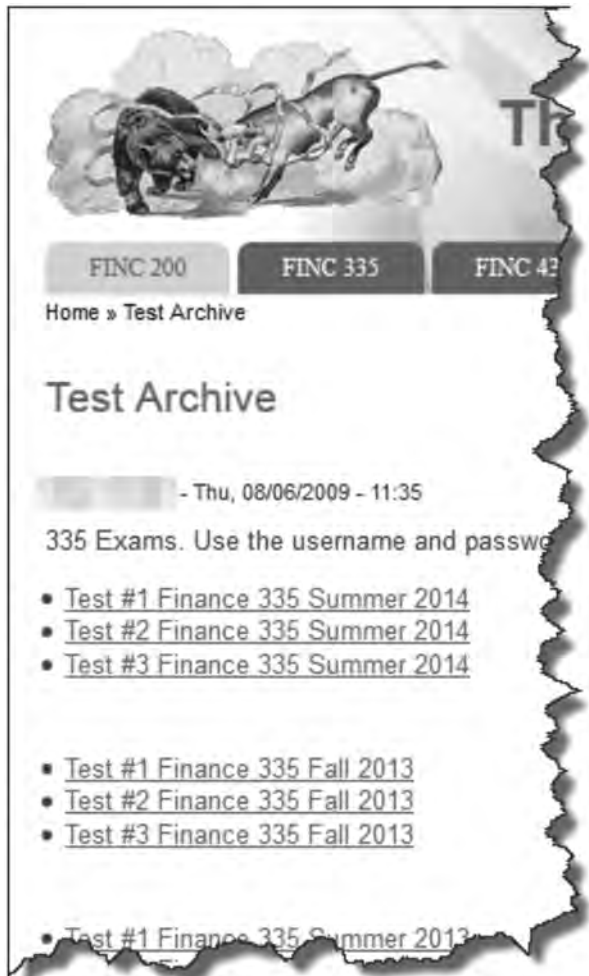 FINC 200 FINC 335 FINC 43
Home » Test Archive
Test Archive
- Thu, 08/06/2009 - 11:35
335 Exams. Use the username and
• Test #1 Finance 335 Summer 2014
• Test #2 Finance 335 Summer 2014
• Test #3 Finance 335 Summer 2014
• Test #1 Finance 335 Fall 2013
• Test #2 Finance 335 Fall 2013
• Test #3 Finance 335 Fall 2013
• Test #1 Finance 335 Summer 2013